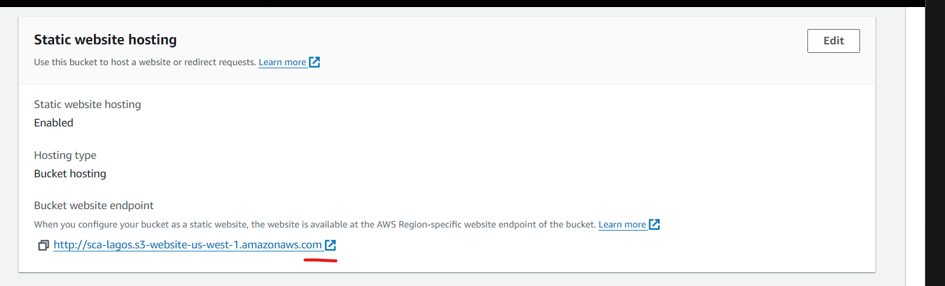 Static website hosting
Edit
Use this bucket to host a website or redirect requests. Learn more
Static website hosting
Enabled
Hosting type
Bucket hosting
Bucket website endpoint
When you configure your bucket as a static website, the website is available at the AWS Region-specific website endpoint of the bucket. Learn more
http://sca-lagos.s3-website-us-west-1.amazonaws.com